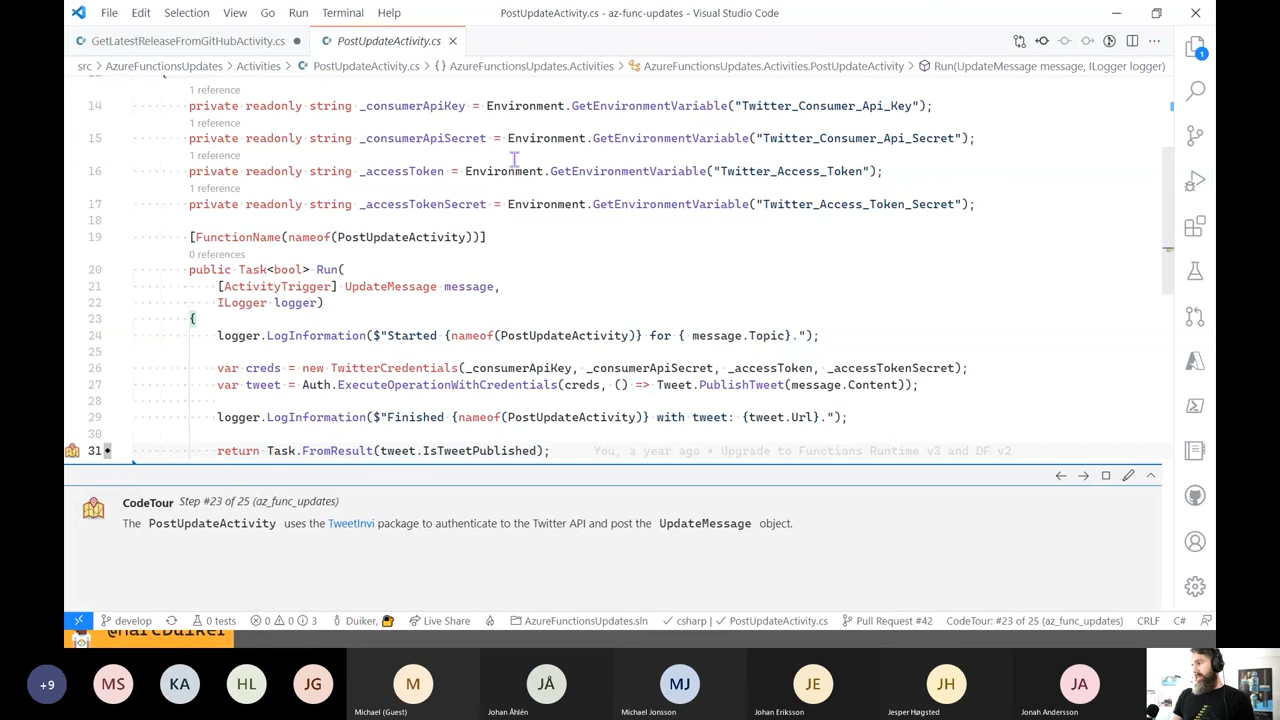 File Edit Selection View Go Run Terminal Help PostUpdateActivity.cs - az-func-updates - Visual Studio Code
GetLatestReleaseFromGitHubActivity.cs PostUpdateActivity.cs
src > AzureFunctionsUpdates > Activities > PostUpdateActivity.cs > {} AzureFunctionsUpdates.Activities > AzureFunctionsUpdates.Activities.PostUpdateActivity > Run(UpdateMessage message, ILogger logger)
1 reference
14 private readonly string _consumerApiKey = Environment.GetEnvironmentVariable("Twitter_Consumer_Api_Key");
1 reference
15 private readonly string _consumerApiSecret = Environment.GetEnvironmentVariable("Twitter_Consumer_Api_Secret");
1 reference
16 private readonly string _accessToken = Environment.GetEnvironmentVariable("Twitter_Access_Token");
1 reference
17 private readonly string _accessTokenSecret = Environment.GetEnvironmentVariable("Twitter_Access_Token_Secret");
18
19 [FunctionName(nameof(PostUpdateActivity))]
0 references
20 public Task<bool> Run(
21 [ActivityTrigger] UpdateMessage message,
22 ILogger logger)
23 {
24 logger.LogInformation($"Started {nameof(PostUpdateActivity)} for { message.Topic}.");
25
26 var creds = new TwitterCredentials(_consumerApiKey, _consumerApiSecret, _accessToken, _accessTokenSecret);
27 var tweet = Auth.ExecuteOperationWithCredentials(creds, () => Tweet.PublishTweet(message.Content));
28
29 logger.LogInformation($"Finished {nameof(PostUpdateActivity)} with tweet: {tweet.Url}.");
30
31 return Task.FromResult(tweet.IsTweetPublished); You, a year ago • Upgrade to Functions Runtime v3 and DF v2
1
CodeTour Step #23 of 25 (az_func_updates)
The PostUpdateActivity uses the TweetInvi package to authenticate to the Twitter API and post the UpdateMessage object.
develop 0 tests 0 0 3 Duiker, Live Share AzureFunctionsUpdates.sln csharp | PostUpdateActivity.cs Pull Request #42 CodeTour: #23 of 25 (az_func_updates) CRLF C#
@MarcDuiker
+9 MS KA HL JG M JÅ MJ JE JH JA
Michael (Guest) Johan Åhlén Michael Jonsson Johan Eriksson Jesper Høgsted Jonah Andersson